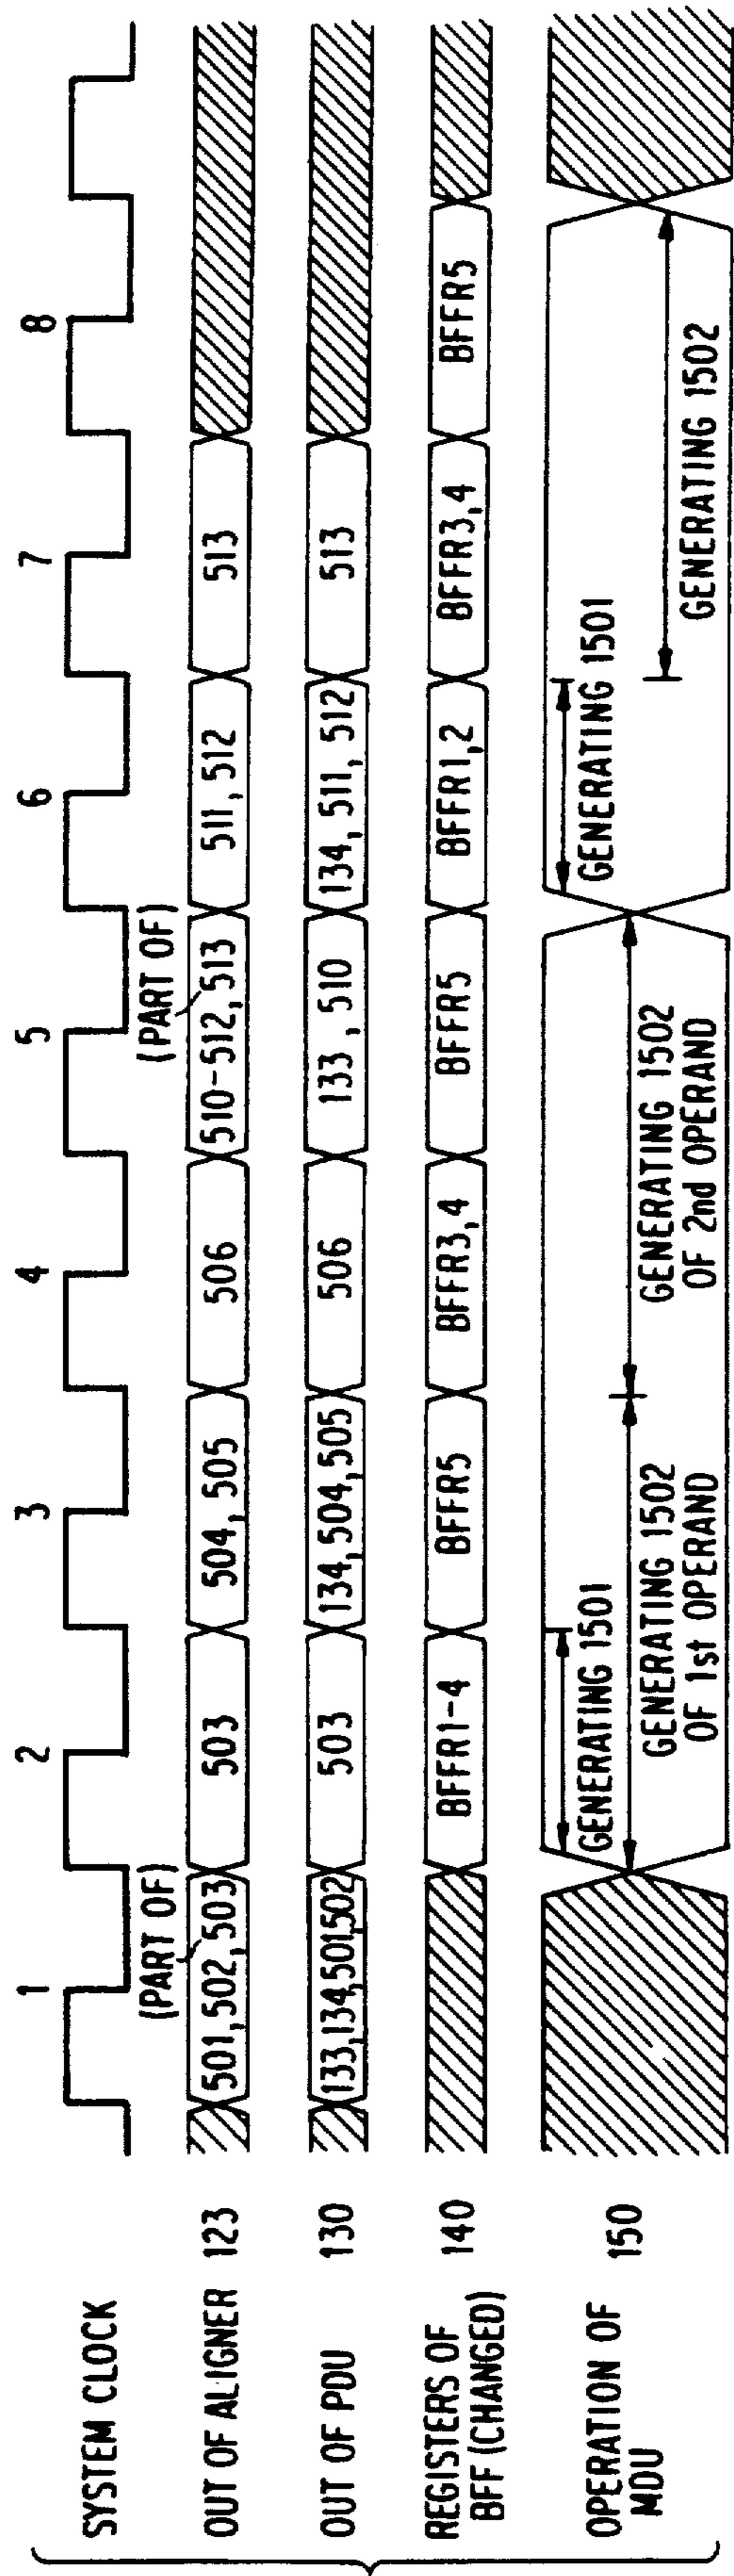 1 2 3 4 5 6 7 8
SYSTEM CLOCK
(PART OF) (PART OF)
OUT OF ALIGNER 123 501,502,503 503 504, 505 506 510-512,513 511, 512 513
OUT OF PDU 130 133,134,501,502 503 134,504,505 506 133, 510 134, 511, 512 513
REGISTERS OF
BFF (CHANGED) 140 BFFR1-4 BFFR5 BFFR3,4 BFFR5 BFFR1,2 BFFR3,4 BFFR5
OPERATION OF
MDU 150
GENERATING 1501 GENERATING 1501
GENERATING 1502
OF 1st OPERAND
GENERATING 1502
OF 2nd OPERAND
GENERATING 1502